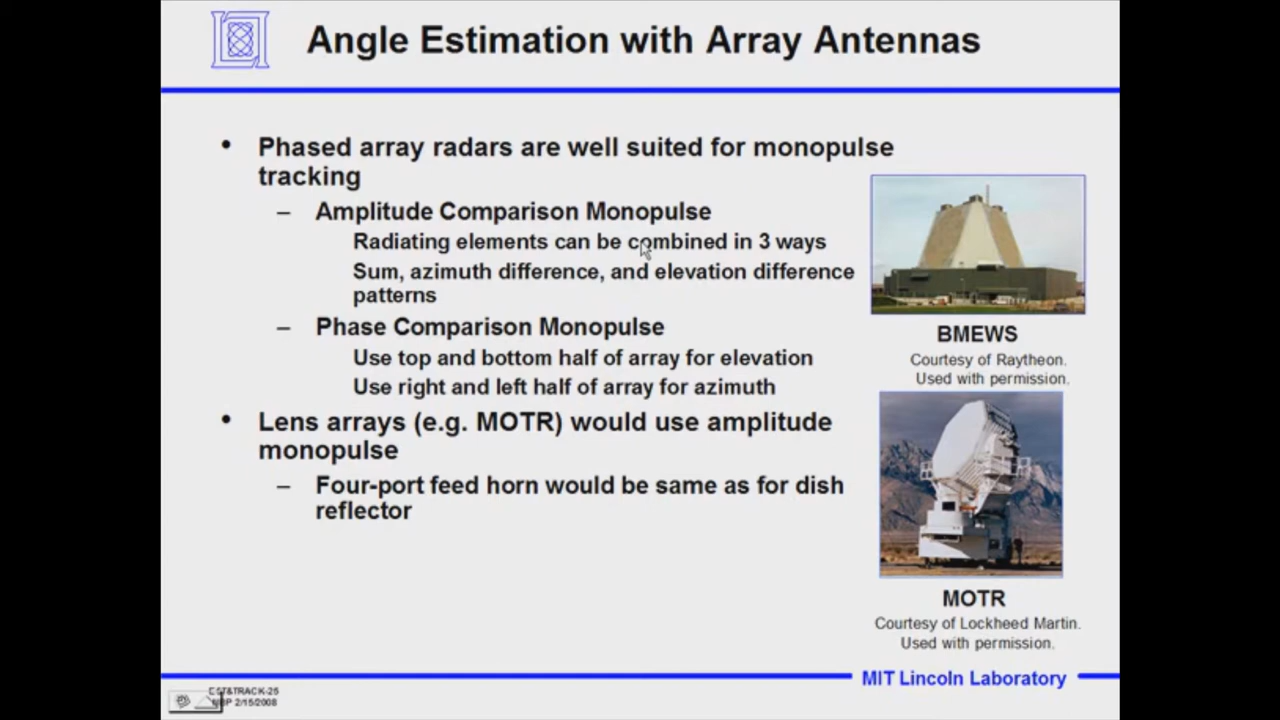 Angle Estimation with Array Antennas
• Phased array radars are well suited for monopulse
tracking
– Amplitude Comparison Monopulse
Radiating elements can be combined in 3 ways
Sum, azimuth difference, and elevation difference
patterns
– Phase Comparison Monopulse
Use top and bottom half of array for elevation
Use right and left half of array for azimuth
• Lens arrays (e.g. MOTR) would use amplitude
monopulse
– Four-port feed horn would be same as for dish
reflector
BMEWS
Courtesy of Raytheon.
Used with permission.
MOTR
Courtesy of Lockheed Martin.
Used with permission.
MIT Lincoln Laboratory
2/15/2008